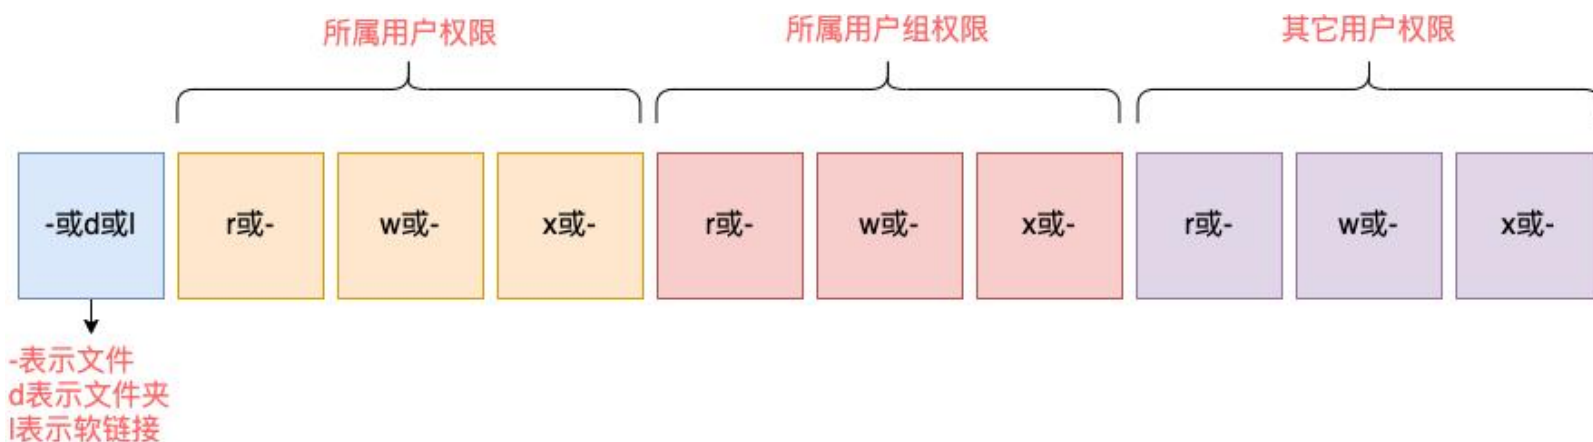 所属用户权限 所属用户组权限 其它用户权限
-或d或l r或- w或- x或- r或- w或- x或- r或- w或- x或-
-表示文件
d表示文件夹
l表示软链接